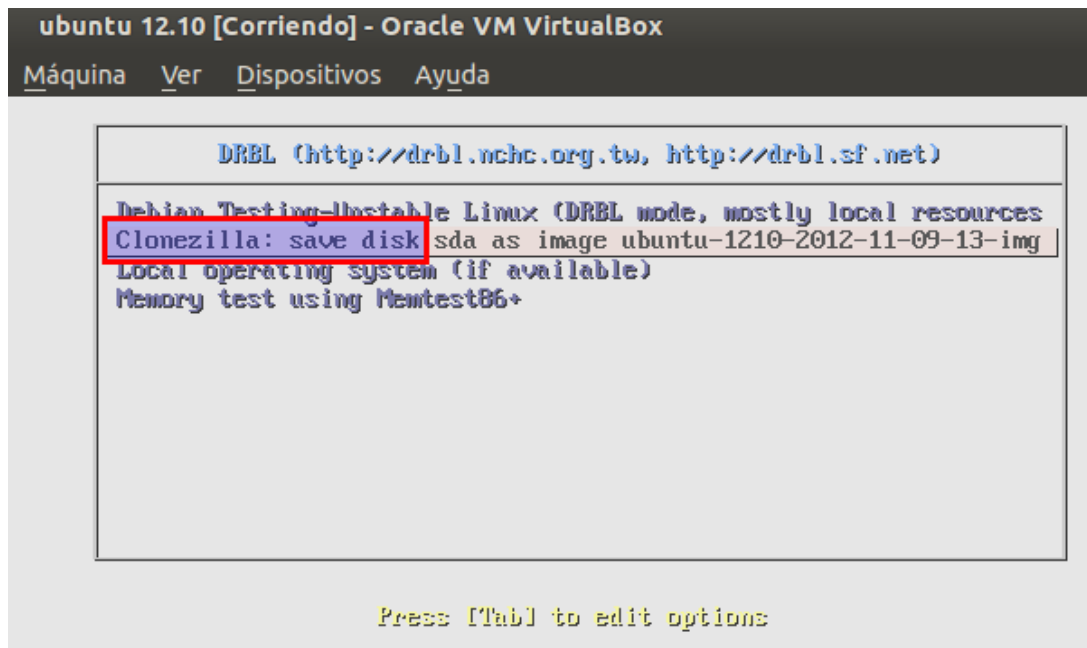 ubuntu 12.10 [Corriendo] - Oracle VM VirtualBox
Máquina Ver Dispositivos Ayuda
DRBL (http://drbl.nchc.org.tw, http://drbl.sf.net)
Debian Testing-Unstable Linux (DRBL mode, mostly local resources
Clonezilla: save disk sda as image ubuntu-1210-2012-11-09-13-img
Local operating system (if available)
Memory test using Memtest86+
Press [Tab] to edit options